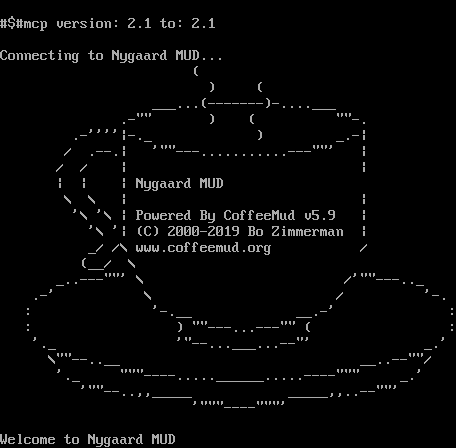 #$#mcp version: 2.1 to: 2.1
Connecting to Nygaard MUD...
Nygaard MUD
Powered By CoffeeMud v5.9
(C) 2000-2019 Bo Zimmerman
www.coffeemud.org
Welcome to Nygaard MUD